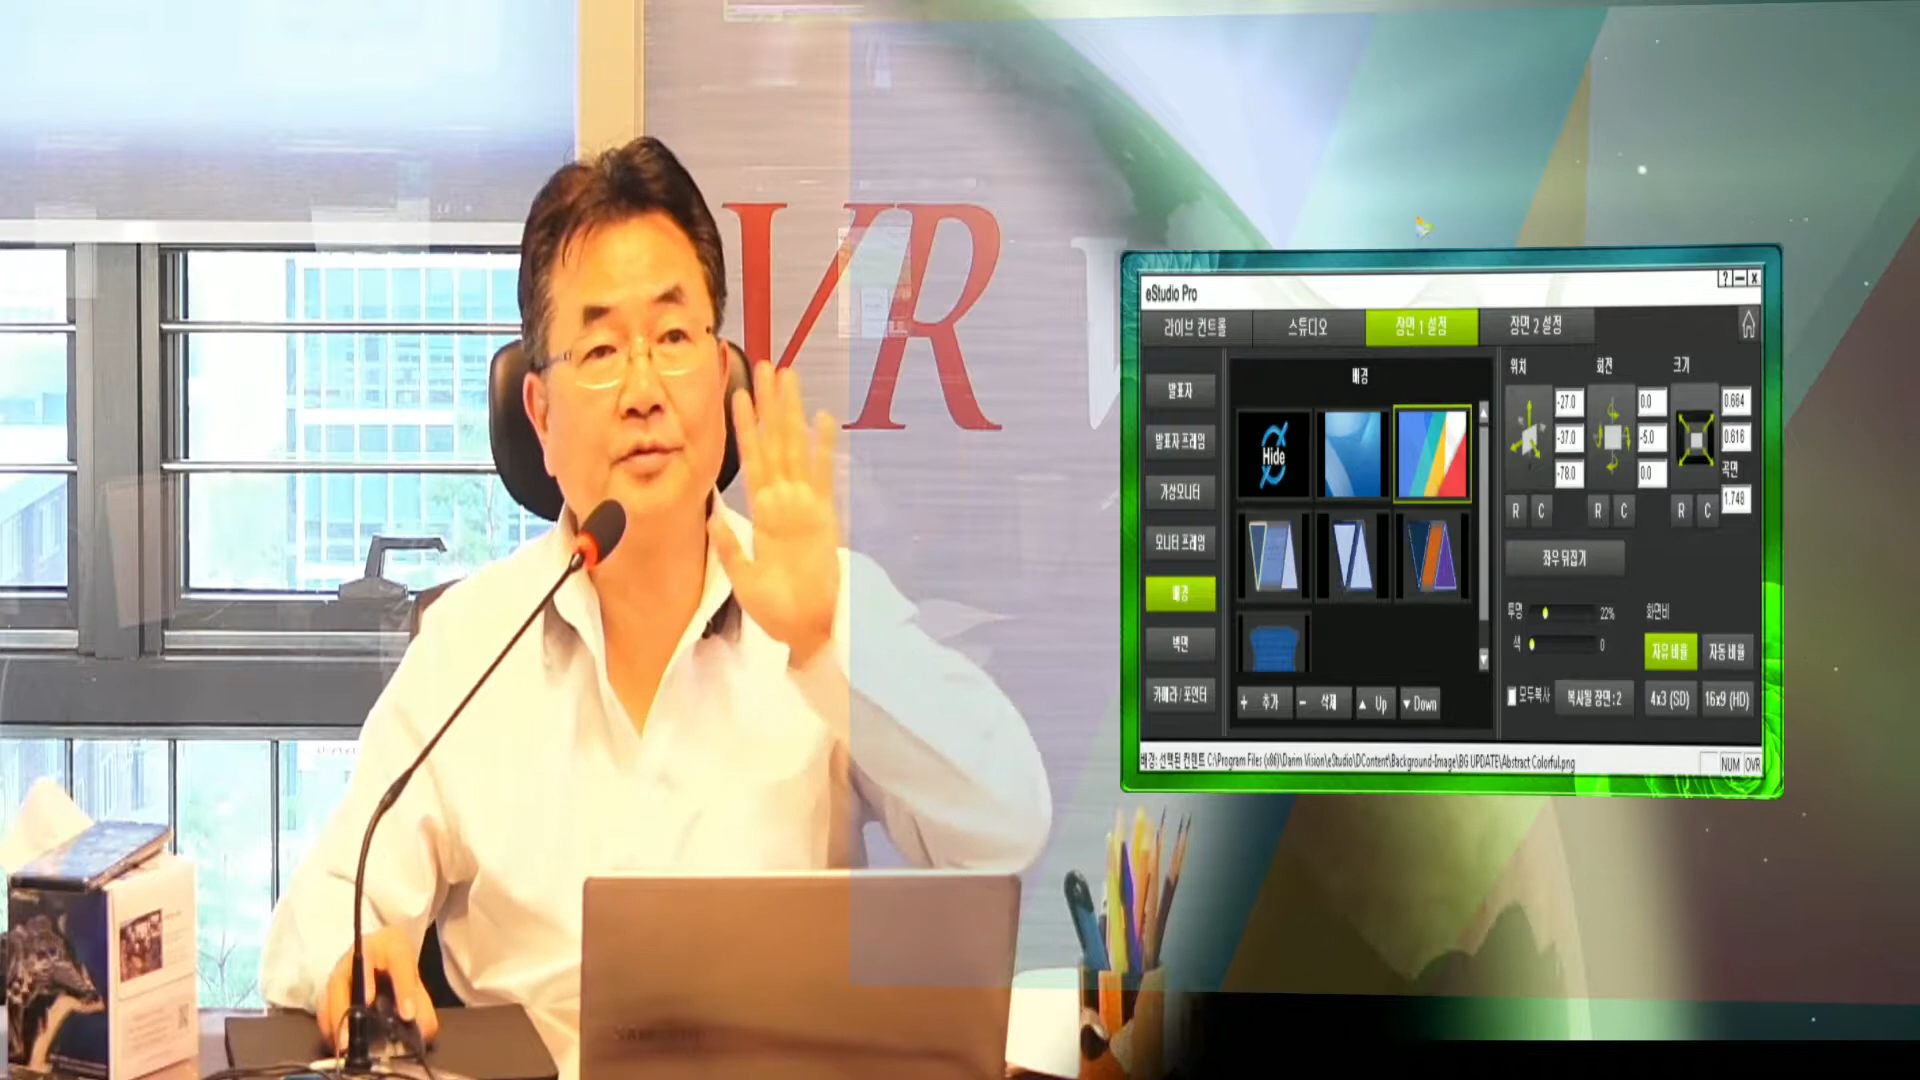 VR
eStudio Pro
라이브 컨트롤
스튜디오
장면 1 설정
장면 2 설정
발표자
발표자 프레임
가상모니터
모니터 프레임
배경
벽면
카메라/포인터
배경
Hide
+ 추가
- 삭제
▲ Up
▼ Down
위치
회전
크기
-27.0
0.0
0.664
-37.0
-5.0
0.616
-78.0
0.0
곡면
1.748
R C
R C
R C
좌우 뒤집기
투명
22%
화면비
색
0
자유 비율
자동 비율
모두복사
복사될 장면 : 2
4x3 (SD)
16x9 (HD)
배경: 선택된 컨텐트 C:\Program Files (x86)\Danim Vision\eStudio\DContent\Background-Image\BG UPDATE\Abstract Colorful.png
NUM
OVR